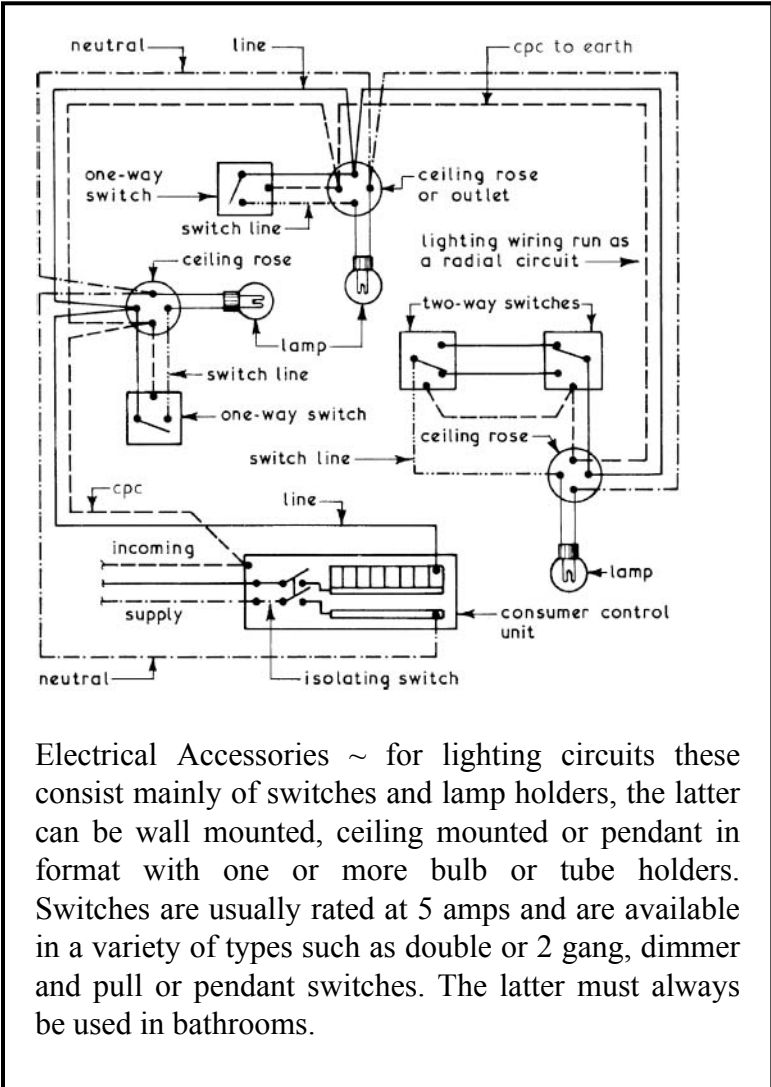 neutral
line
cpc to earth
one-way
switch
ceiling rose
or outlet
switch line
lighting wiring run as
a radial circuit
ceiling rose
two-way switches
lamp
switch line
one-way switch
ceiling rose
switch line
cpc
line
incoming
lamp
supply
consumer control
unit
neutral
isolating switch
Electrical Accessories ~ for lighting circuits these
consist mainly of switches and lamp holders, the latter
can be wall mounted, ceiling mounted or pendant in
format with one or more bulb or tube holders.
Switches are usually rated at 5 amps and are available
in a variety of types such as double or 2 gang, dimmer
and pull or pendant switches. The latter must always
be used in bathrooms.